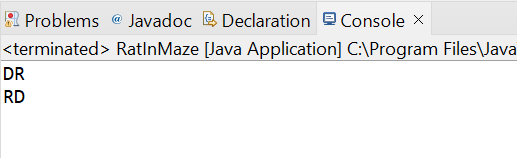 Problems @ Javadoc Declaration Console
<terminated> RatInMaze [Java Application] C:\Program Files\Java
DR
RD